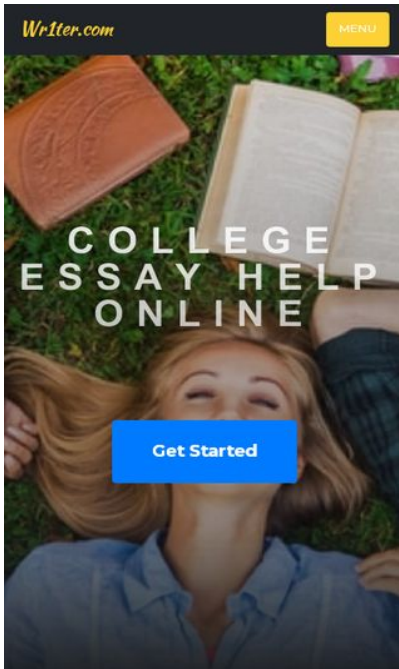 Wr1ter.com
MENU
COLLEGE
ESSAY HELP
ONLINE
Get Started